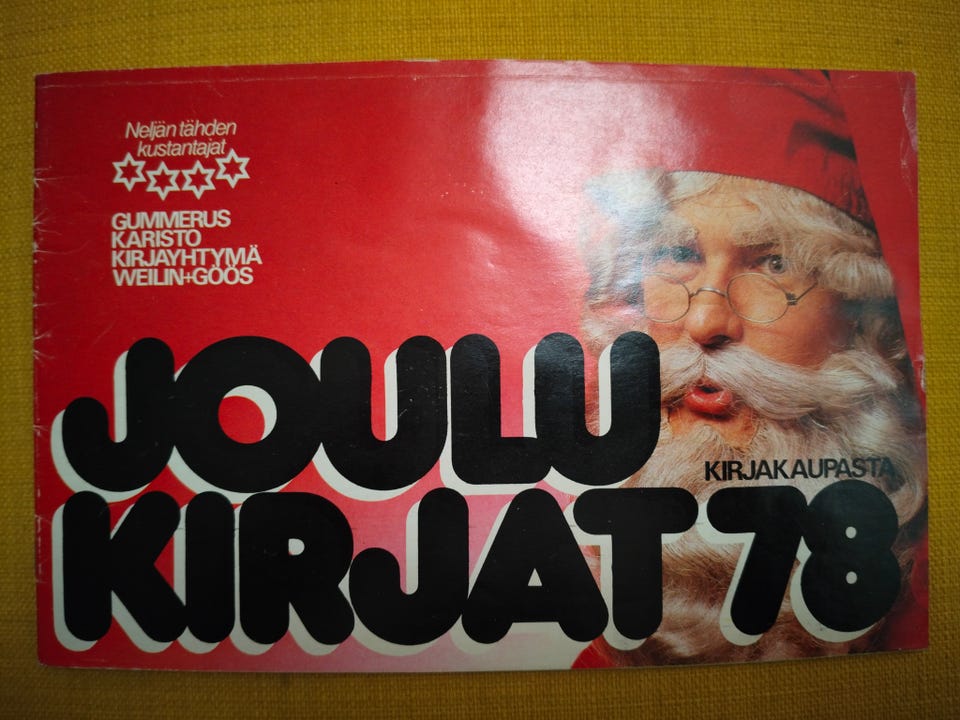 Neljän tähden
kustantajat
GUMMERUS
KARISTO
KIRJAYHTYMÄ
WEILIN+GÖÖS
JOULU
KIRJAKAUPASTA
KIRJAT 78